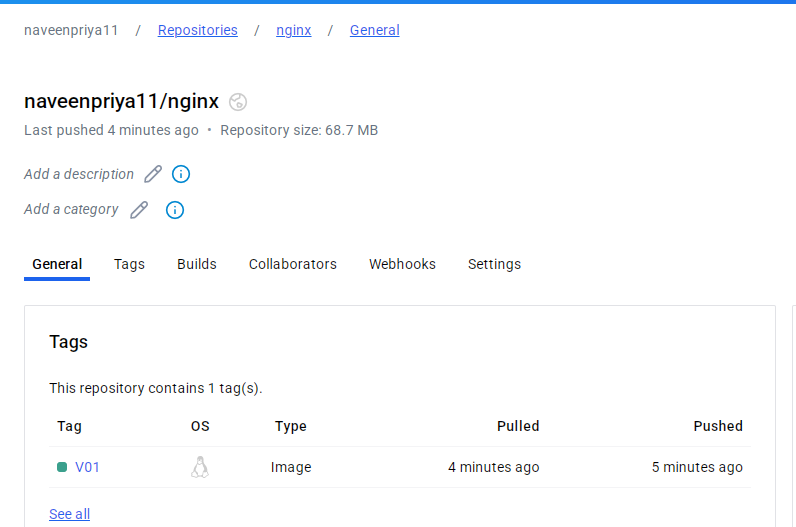 naveenpriya11 / Repositories / nginx / General
naveenpriya11/nginx
Last pushed 4 minutes ago • Repository size: 68.7 MB
Add a description
Add a category
General Tags Builds Collaborators Webhooks Settings
Tags
This repository contains 1 tag(s).
Tag OS Type Pulled Pushed
V01 Image 4 minutes ago 5 minutes ago
See all